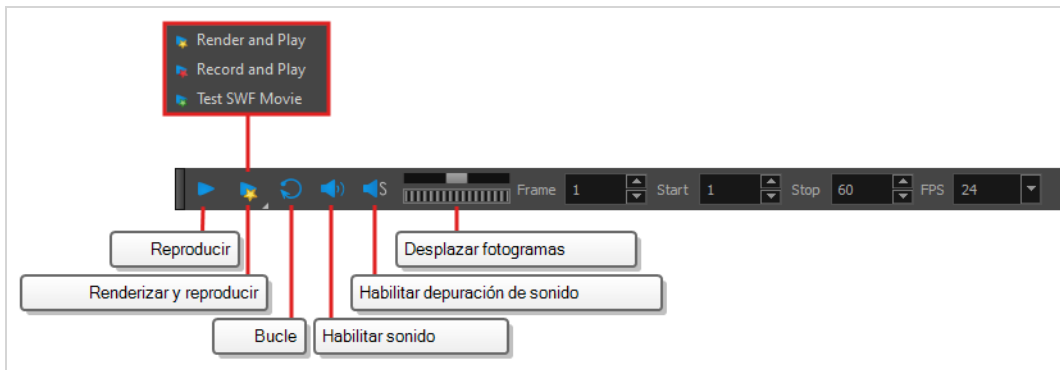 Render and Play
Record and Play
Test SWF Movie
S Frame 1 Start 1 Stop 60 FPS 24
Reproducir
Desplazar fotogramas
Renderizar y reproducir
Habilitar depuración de sonido
Bucle
Habilitar sonido